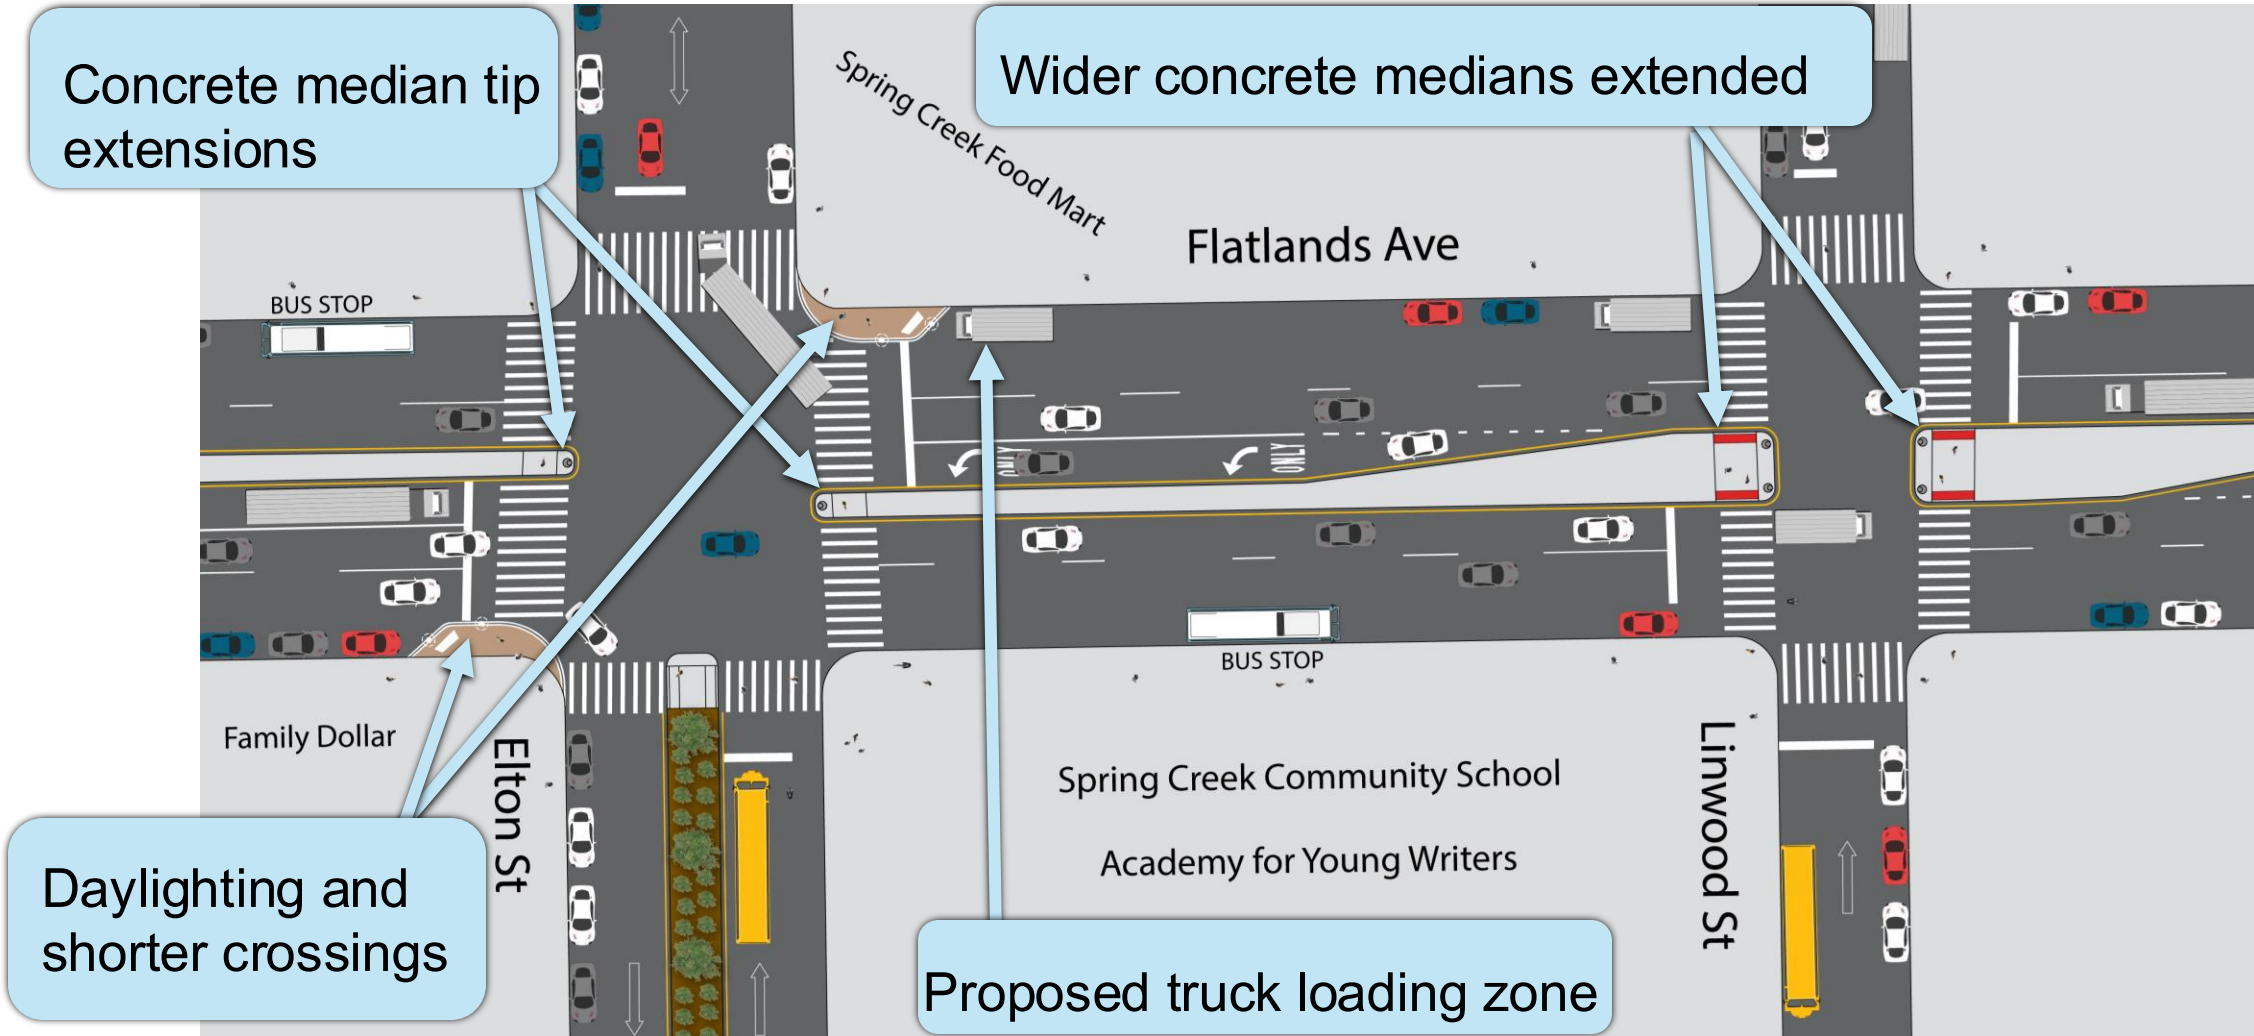 Concrete median tip
extensions
Wider concrete medians extended
Spring Creek Food Mart
Flatlands Ave
BUS STOP
ONLY
ONLY
BUS STOP
Family Dollar
Elton St
Spring Creek Community School
Academy for Young Writers
Linwood St
Daylighting and
shorter crossings
Proposed truck loading zone